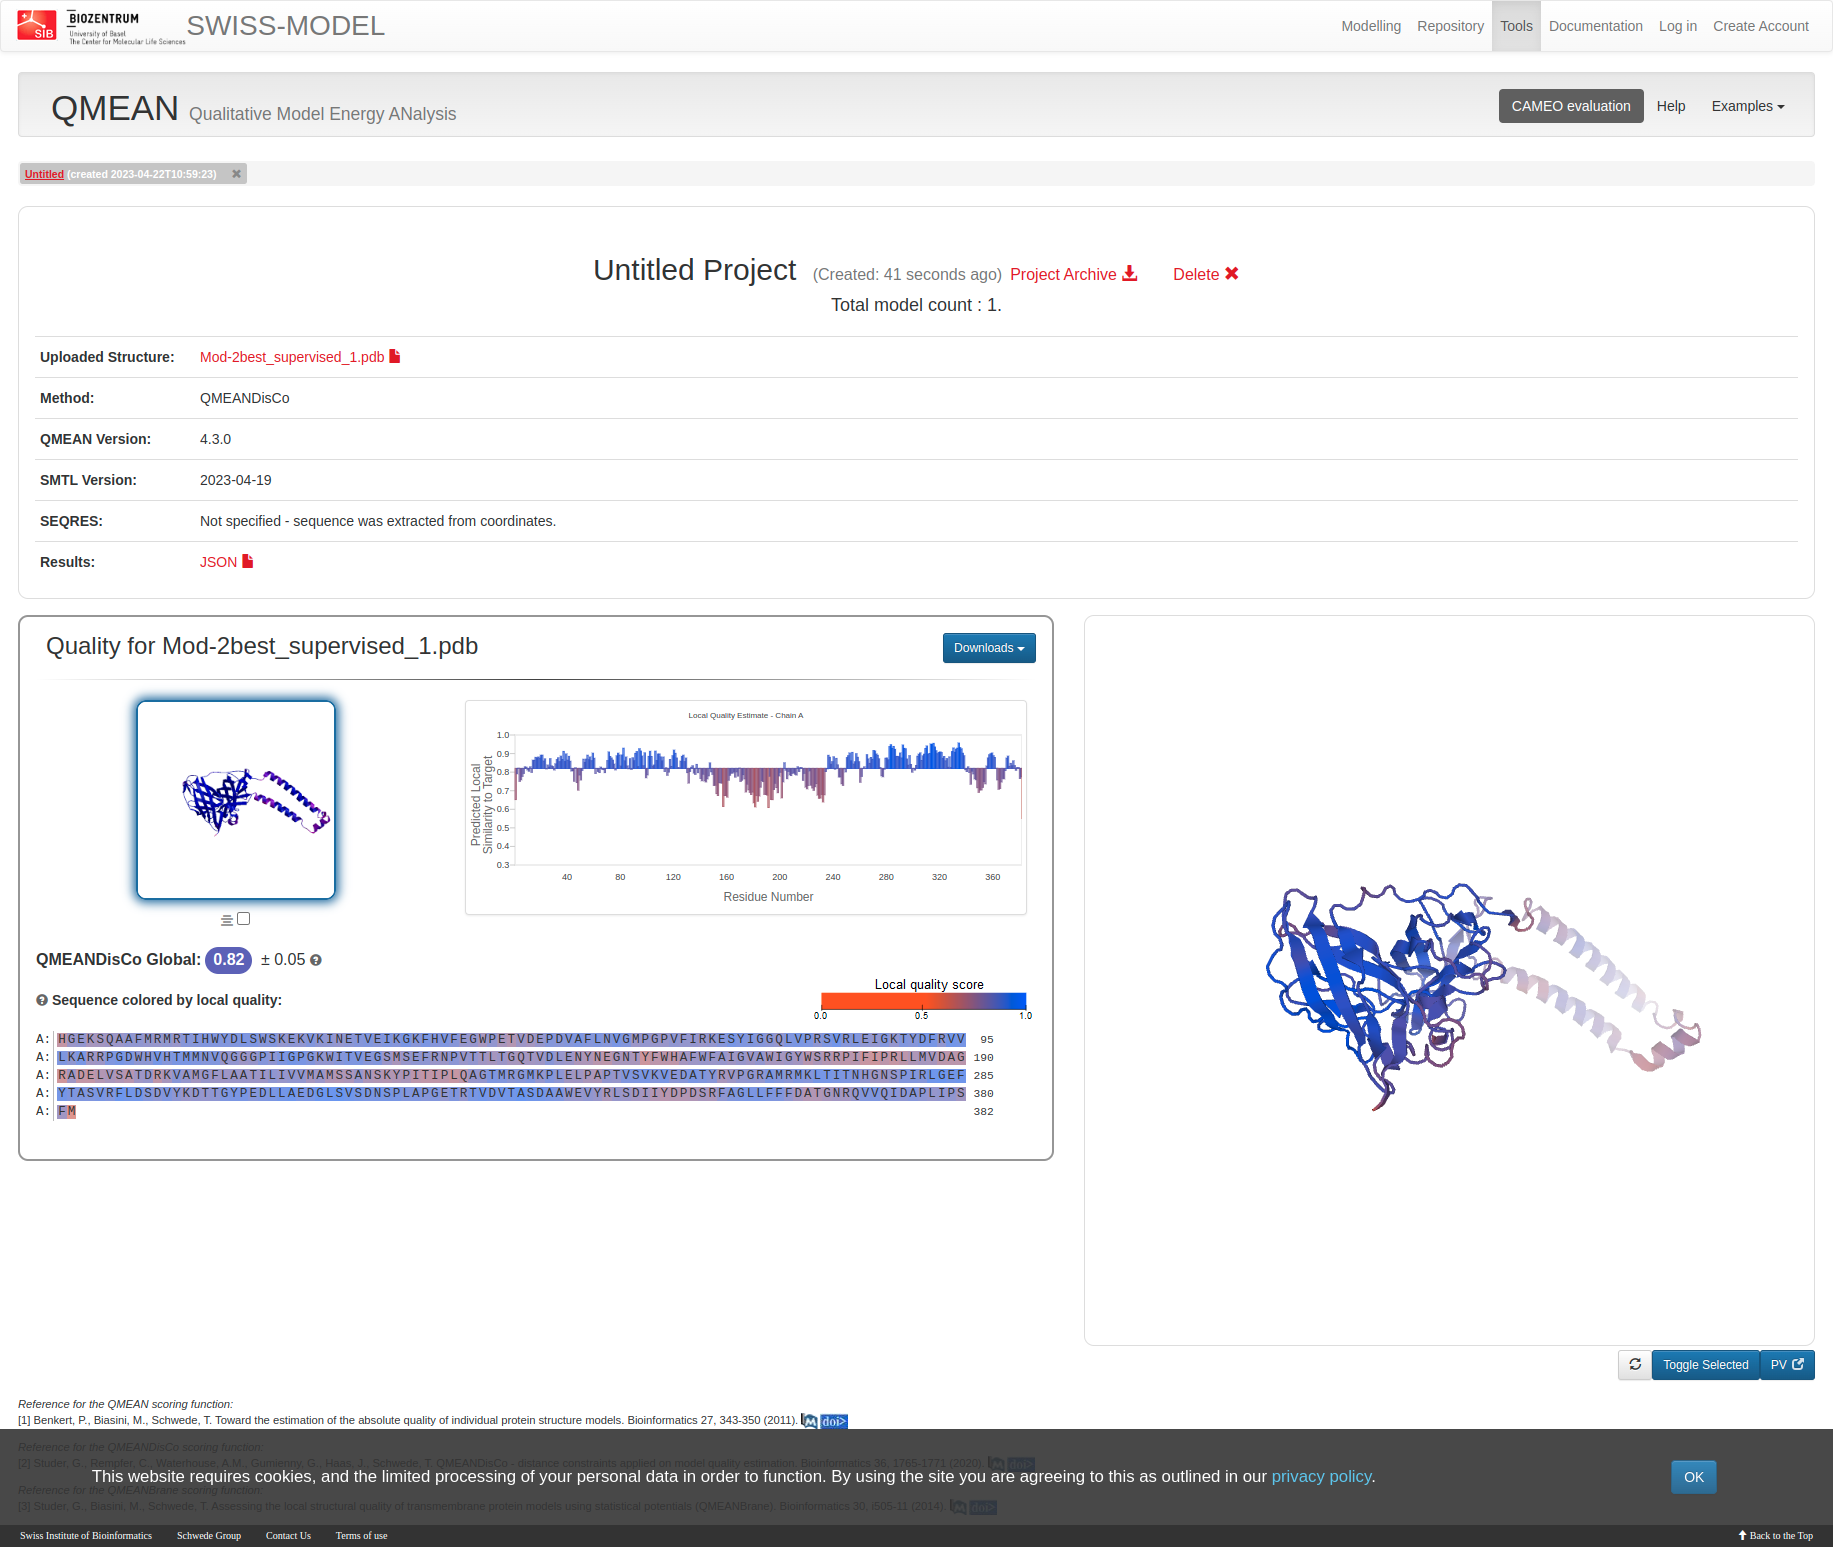 SIB
BIOZENTRUM
University of Basel
The Center for Molecular Life Sciences
SWISS-MODEL
Modelling Repository Tools Documentation Log in Create Account
QMEAN Qualitative Model Energy ANalysis
CAMEO evaluation Help Examples
Untitled (created 2023-04-22T10:59:23)
Untitled Project (Created: 41 seconds ago) Project Archive Delete
Total model count : 1.
Uploaded Structure: Mod-2best_supervised_1.pdb
Method: QMEANDisCo
QMEAN Version: 4.3.0
SMTL Version: 2023-04-19
SEQRES: Not specified - sequence was extracted from coordinates.
Results: JSON
Quality for Mod-2best_supervised_1.pdb
Downloads
Local Quality Estimate - Chain A
Predicted Local
Similarity to Target
1.0
0.9
0.8
0.7
0.6
0.5
0.4
0.3
40 80 120 160 200 240 280 320 360
Residue Number
QMEANDisCo Global: 0.82 ± 0.05
Sequence colored by local quality:
Local quality score
0.0 0.5 1.0
A: HGEKSQAAFMRMRTIHWYDLSWSKEKVKINETVEIKGKFHVFEGWPETVDEPDVAFLNVGMPGPVFIRKESYIGGQLVPRSVRLEIGKTYDFRVV 95
A: LKARRPGDWHVHTMMNVQGGGPIIGPGKWITVEGSMSEFRNPVTTLTGQTVDLENYNEGNTYFWHAFWFAIGVAWIGYWSRRPIFIPRLLMVDAG 190
A: RADELVSATDRKVAMGFLAATILIVVMAMSSANSKYPITIPLQAGTMRGMKPLELPAPTVSVKVEDATYRVPGRAMRMKLTITNHGNSPIRLGEF 285
A: YTASVRFLDSDVYKDTTGYPEDLLAEDGLSVSDNSPLAPGETRTVDVTASDAAWEVYRLSDIIYDPDSRFAGLLFFFDATGNRQVVQIDAPLIPS 380
A: FM 382
Toggle Selected PV
Reference for the QMEAN scoring function:
[1] Benkert, P., Biasini, M., Schwede, T. Toward the estimation of the absolute quality of individual protein structure models. Bioinformatics 27, 343-350 (2011). doi>
Reference for the QMEANDisCo scoring function:
[2] Studer, G., Rempfer, C., Waterhouse, A.M., Gumienny, G., Haas, J., Schwede, T. QMEANDisCo - distance constraints applied on model quality estimation. Bioinformatics 36, 1765-1771 (2020). doi>
This website requires cookies, and the limited processing of your personal data in order to function. By using the site you are agreeing to this as outlined in our privacy policy.
OK
Reference for the QMEANBrane scoring function:
[3] Studer, G., Biasini, M., Schwede, T. Assessing the local structural quality of transmembrane protein models using statistical potentials (QMEANBrane). Bioinformatics 30, i505-11 (2014). doi>
Swiss Institute of Bioinformatics Schwede Group Contact Us Terms of use Back to the Top